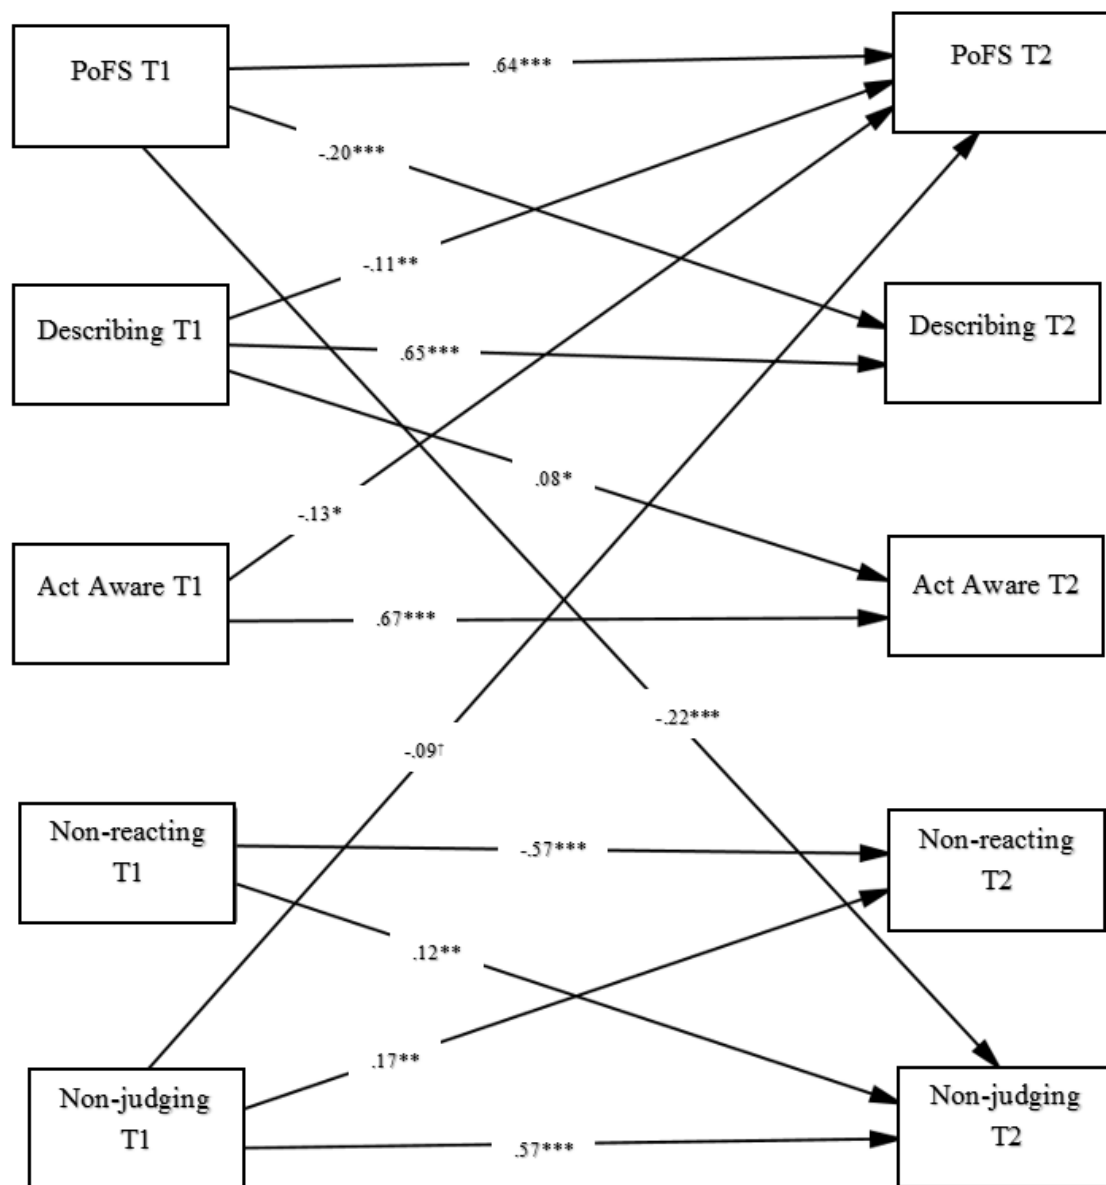 PoFS T1
.64***
PoFS T2
-.20***
-.11**
Describing T1
.65***
Describing T2
.08*
-.13*
Act Aware T1
.67***
Act Aware T2
-.22***
-.09†
Non-reacting
T1
-.57***
Non-reacting
T2
.12**
.17**
Non-judging
T1
.57***
Non-judging
T2